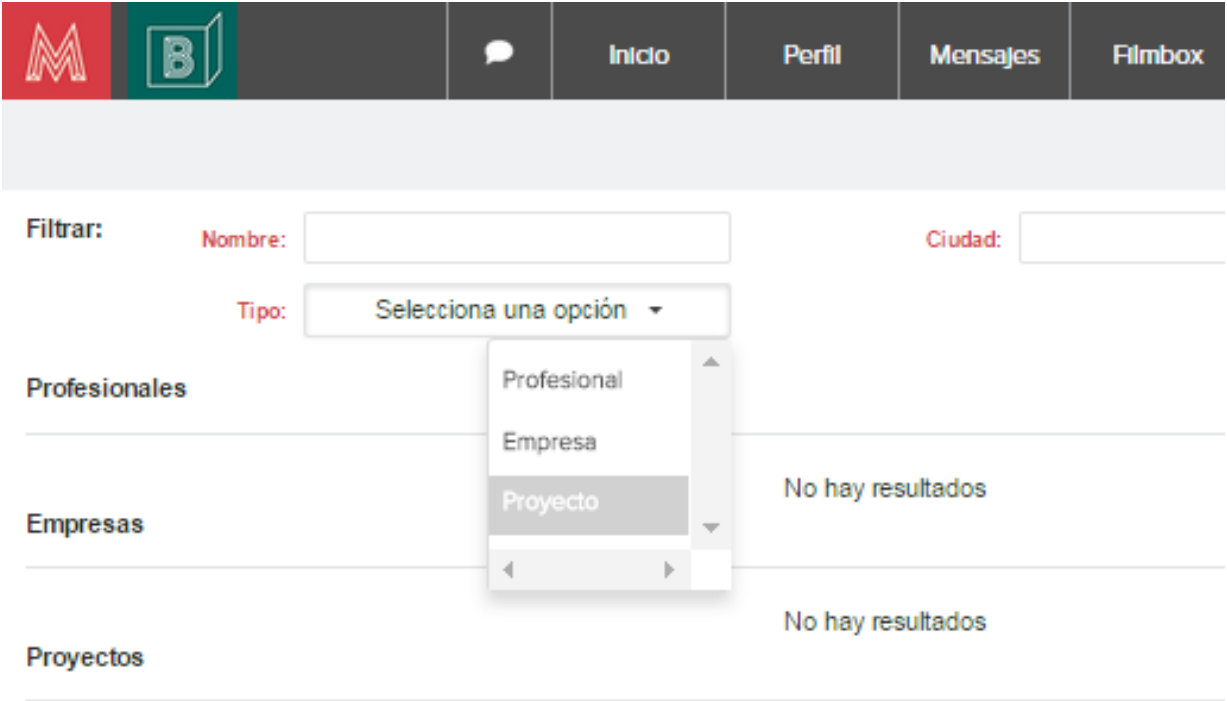 M B Inicio Perfil Mensajes Filmbox
Filtrar: Nombre: Ciudad:
Tipo: Selecciona una opción
Profesional
Profesionales
Empresa
No hay resultados
Proyecto
Empresas
No hay resultados
Proyectos